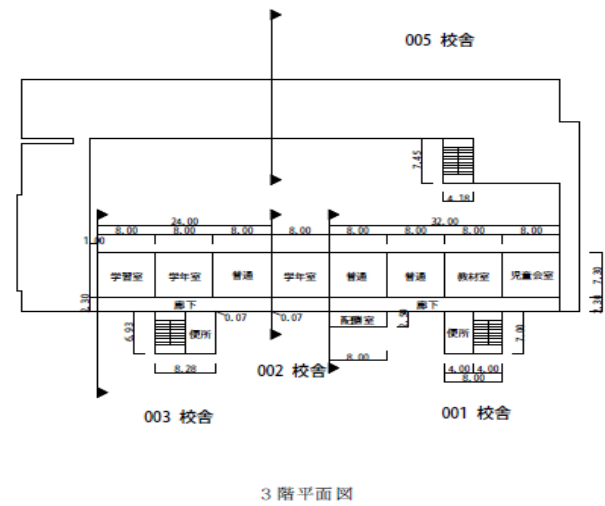 005 校舎
7.45
4.18
24.00
32.00
8.00 8.00 8.00 8.00 8.00 8.00 8.00 8.00
1.00
学習室 学年室 普通 学年室 普通 普通 教材室 児童会室
7.30
2.30 廊下 廊下 2.30
6.93 便所 0.07 0.07 配膳室 便所 7.00
8.28 8.00 4.00 4.00
8.00
002 校舎
003 校舎 001 校舎
3階平面図